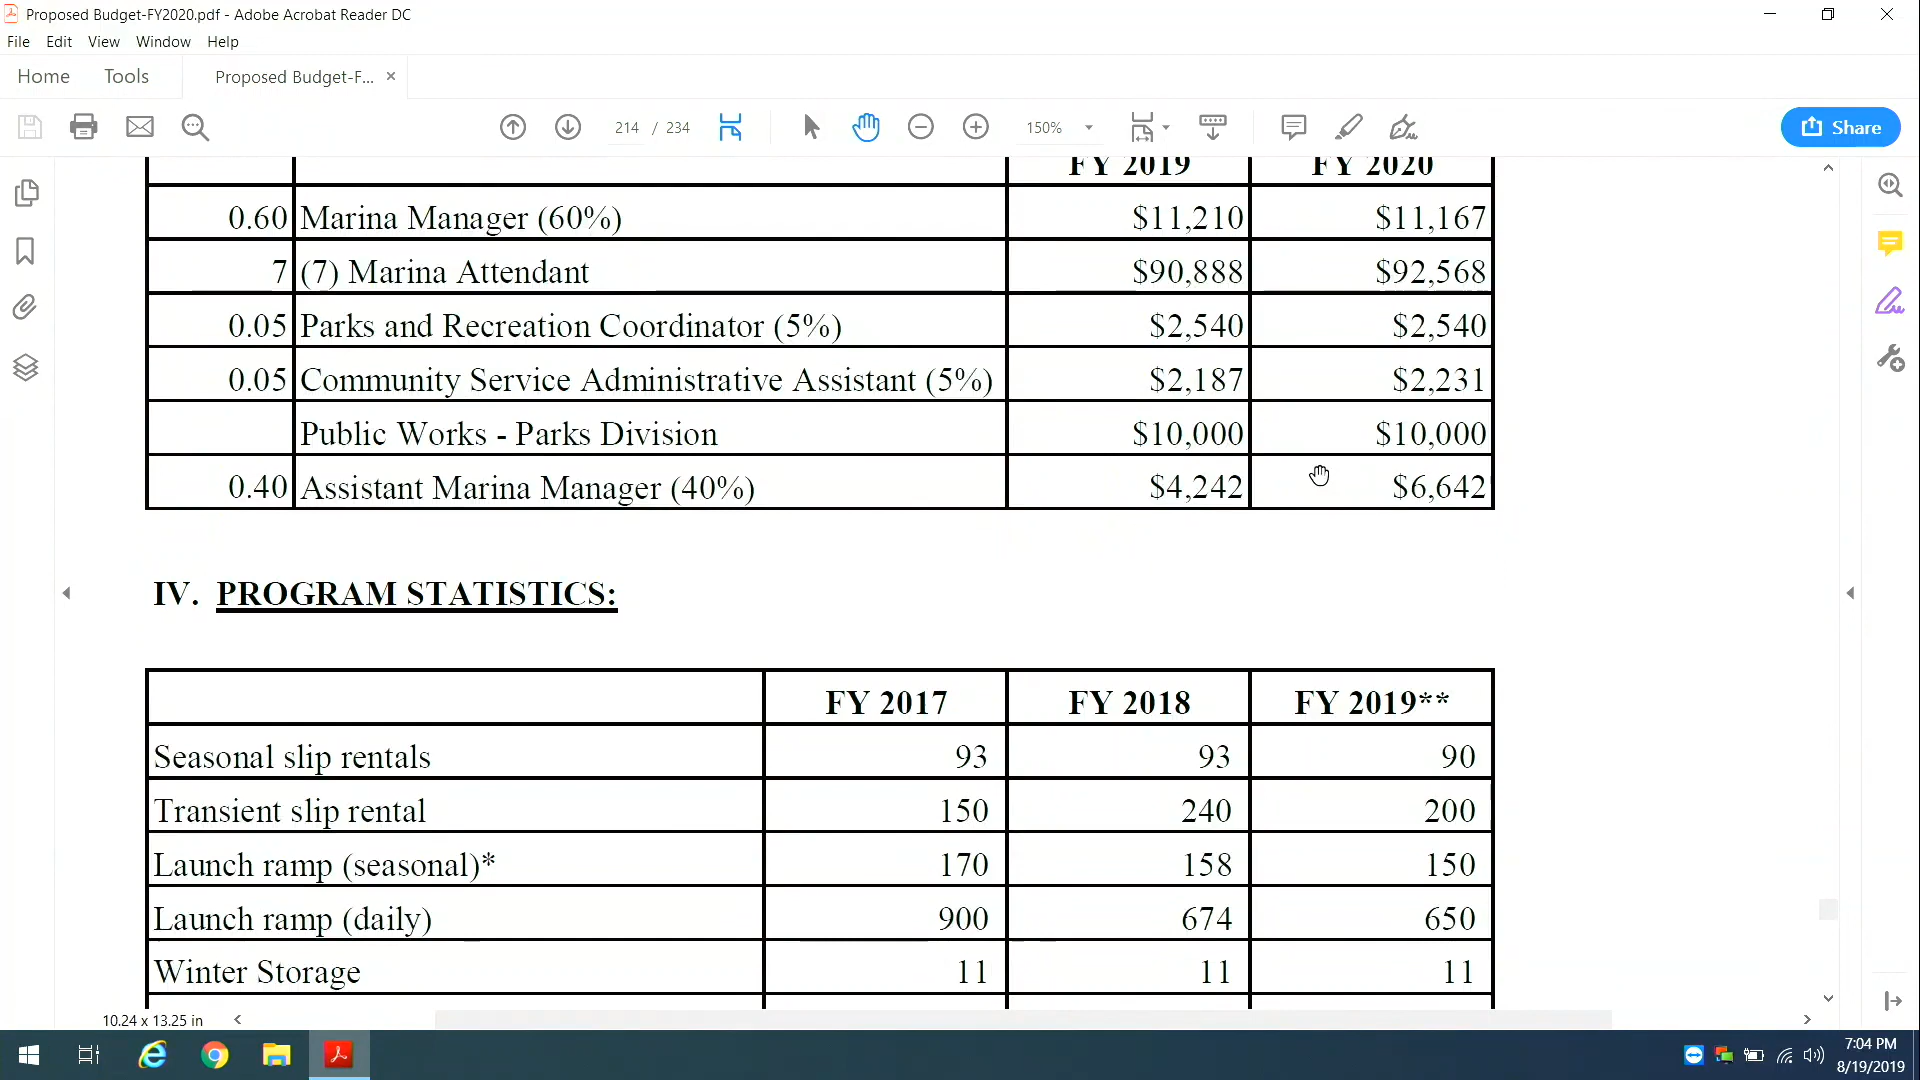 Proposed Budget-FY2020.pdf - Adobe Acrobat Reader DC
File Edit View Window Help
Home Tools Proposed Budget-F... ×
214 / 234 150% Share
FY 2019 FY 2020
0.60 Marina Manager (60%) $11,210 $11,167
7 (7) Marina Attendant $90,888 $92,568
0.05 Parks and Recreation Coordinator (5%) $2,540 $2,540
0.05 Community Service Administrative Assistant (5%) $2,187 $2,231
Public Works - Parks Division $10,000 $10,000
0.40 Assistant Marina Manager (40%) $4,242 $6,642
IV. PROGRAM STATISTICS:
FY 2017 FY 2018 FY 2019**
Seasonal slip rentals 93 93 90
Transient slip rental 150 240 200
Launch ramp (seasonal)* 170 158 150
Launch ramp (daily) 900 674 650
Winter Storage 11 11 11
10.24 x 13.25 in
7:04 PM
8/19/2019